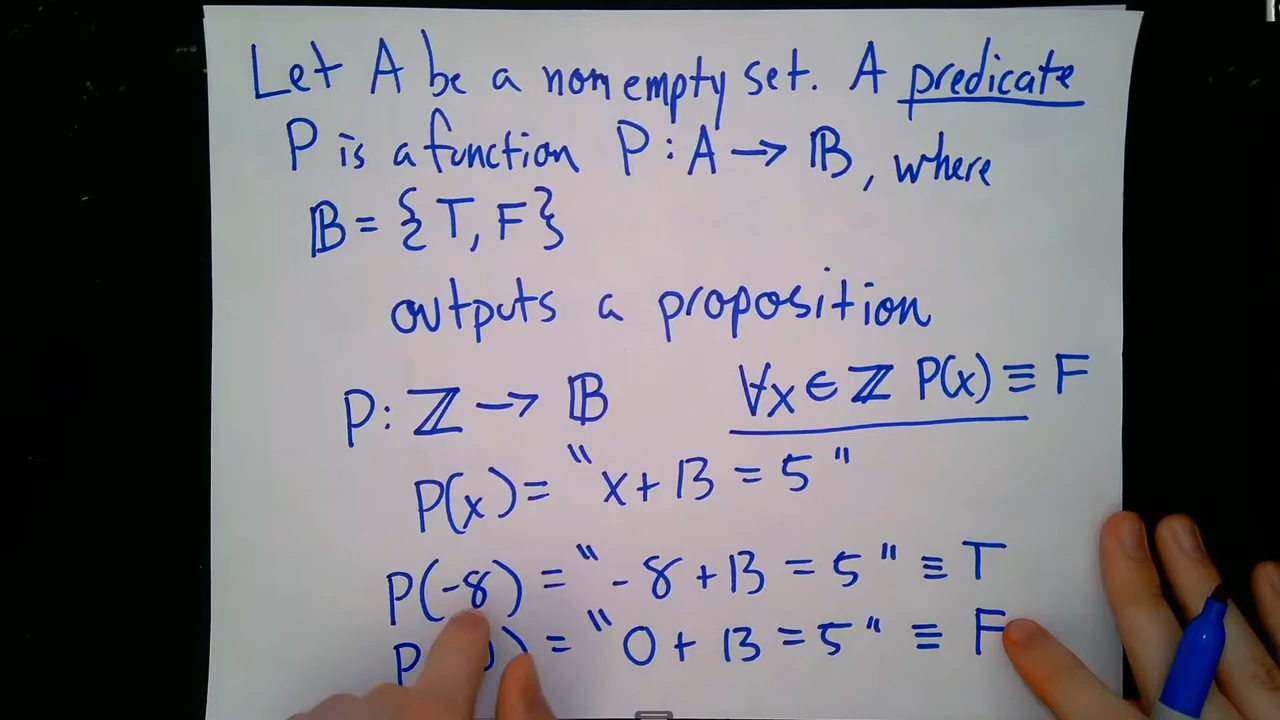 Let A be a nonempty set. A predicate
P is a function P : A → 𝔹, where
𝔹 = {T, F}
outputs a proposition
P: ℤ → 𝔹 ∀x ∈ ℤ P(x) ≡ F
P(x) = "x + 13 = 5"
P(-8) = "-8 + 13 = 5" ≡ T
P ) = "0 + 13 = 5" ≡ F